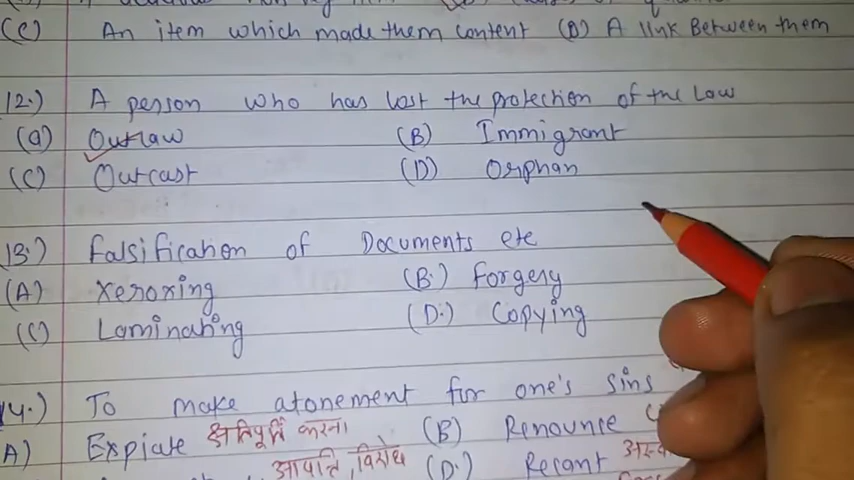 (C) An item which made them content (D) A link Between them
12.) A person who has lost the protection of the Law
(a) Outlaw (B) Immigrant
(C) Outcast (D) Orphan
13.) Falsification of Documents etc
(A) Xeroxing (B.) Forgery
(C) Laminating (D.) Copying
14.) To make atonement for one's sins
A) Expiate क्षतिपूर्ति करना (B) Renounce
आपत्ति, विरोध (D.) Recant